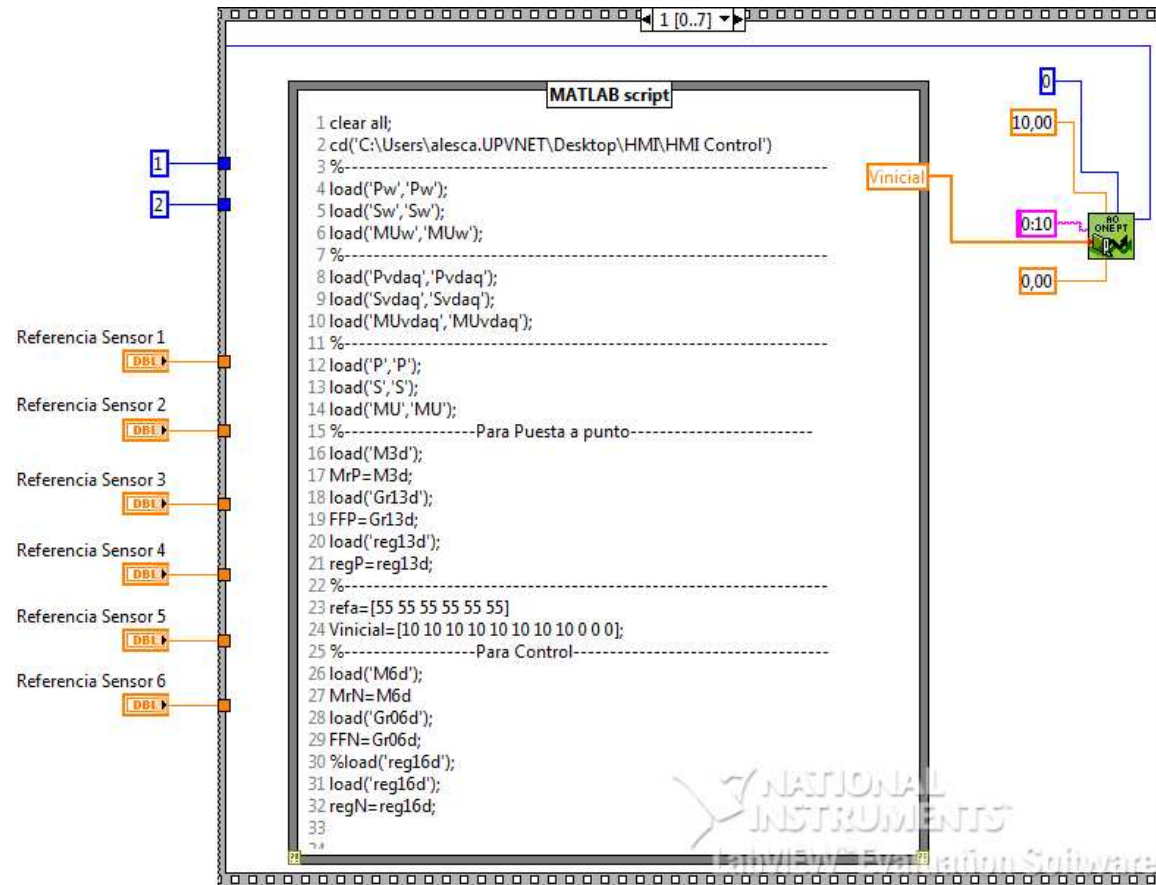 1 [0..7]
MATLAB script
1 clear all;
2 cd('C:\Users\alesca.UPVNET\Desktop\HMI\HMI Control')
3 %------------------------------------------------------------------------
4 load('Pw','Pw');
5 load('Sw','Sw');
6 load('MUw','MUw');
7 %------------------------------------------------------------------------
8 load('Pvdaq','Pvdaq');
9 load('Svdaq','Svdaq');
10 load('MUvdaq','MUvdaq');
11 %------------------------------------------------------------------------
12 load('P','P');
13 load('S','S');
14 load('MU','MU');
15 %-------------------Para Puesta a punto--------------------------
16 load('M3d');
17 MrP=M3d;
18 load('Gr13d');
19 FFP=Gr13d;
20 load('reg13d');
21 regP=reg13d;
22 %------------------------------------------------------------------------
23 refa=[55 55 55 55 55 55]
24 Vinicial=[10 10 10 10 10 10 10 10 0 0 0];
25 %-------------------Para Control-------------------------------------
26 load('M6d');
27 MrN=M6d
28 load('Gr06d');
29 FFN=Gr06d;
30 %load('reg16d');
31 load('reg16d');
32 regN=reg16d;
33
34
1
2
Referencia Sensor 1
DBL
Referencia Sensor 2
DBL
Referencia Sensor 3
DBL
Referencia Sensor 4
DBL
Referencia Sensor 5
DBL
Referencia Sensor 6
DBL
Vinicial
0
10,00
0:10
0,00
AO
ONE PT
NATIONAL
INSTRUMENTS
LabVIEW™ Evaluation Software